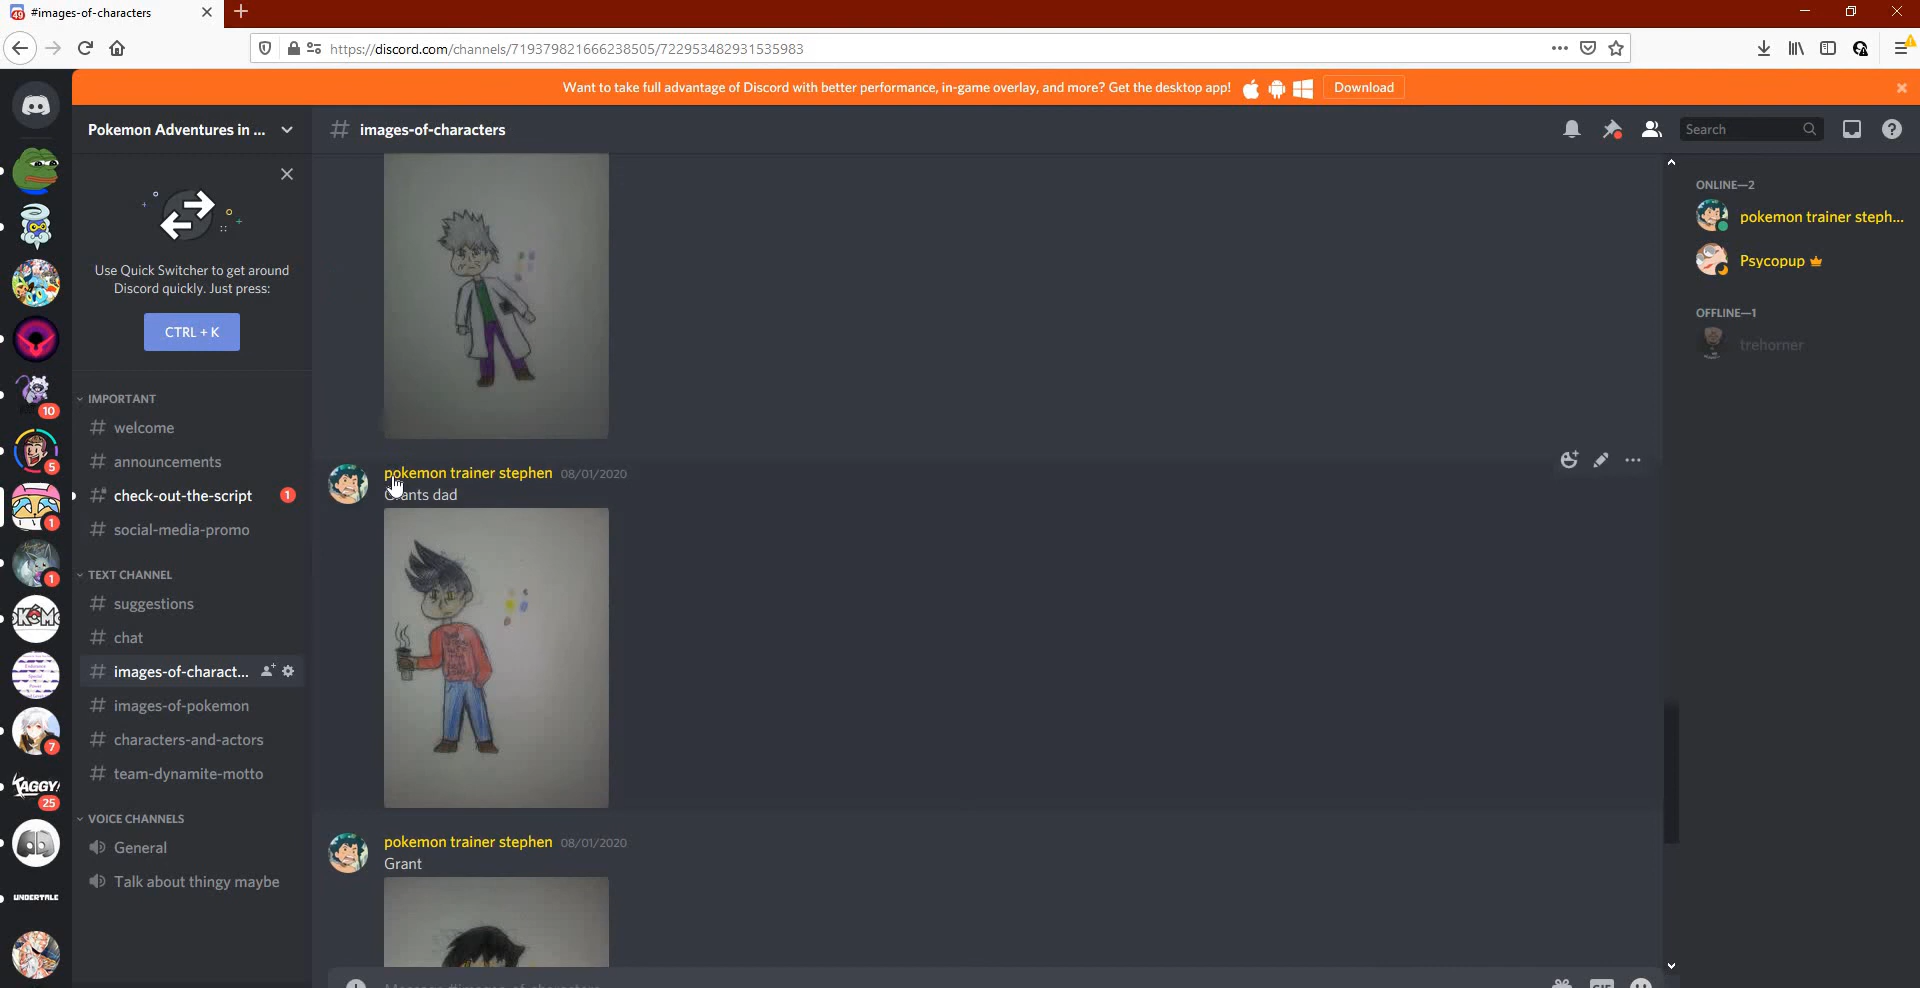 49
#images-of-characters
https://discord.com/channels/719379821666238505/722953482931535983
Want to take full advantage of Discord with better performance, in-game overlay, and more? Get the desktop app!
Download
Pokemon Adventures in ...
images-of-characters
Search
Use Quick Switcher to get around
Discord quickly. Just press:
CTRL + K
IMPORTANT
welcome
announcements
check-out-the-script
1
social-media-promo
TEXT CHANNEL
suggestions
chat
images-of-charact...
images-of-pokemon
characters-and-actors
team-dynamite-motto
VOICE CHANNELS
General
Talk about thingy maybe
10
5
1
1
7
25
UNDERTALE
pokemon trainer stephen 08/01/2020
Grants dad
pokemon trainer stephen 08/01/2020
Grant
GIF
ONLINE—2
pokemon trainer steph...
Psycopup
OFFLINE—1
trehorner